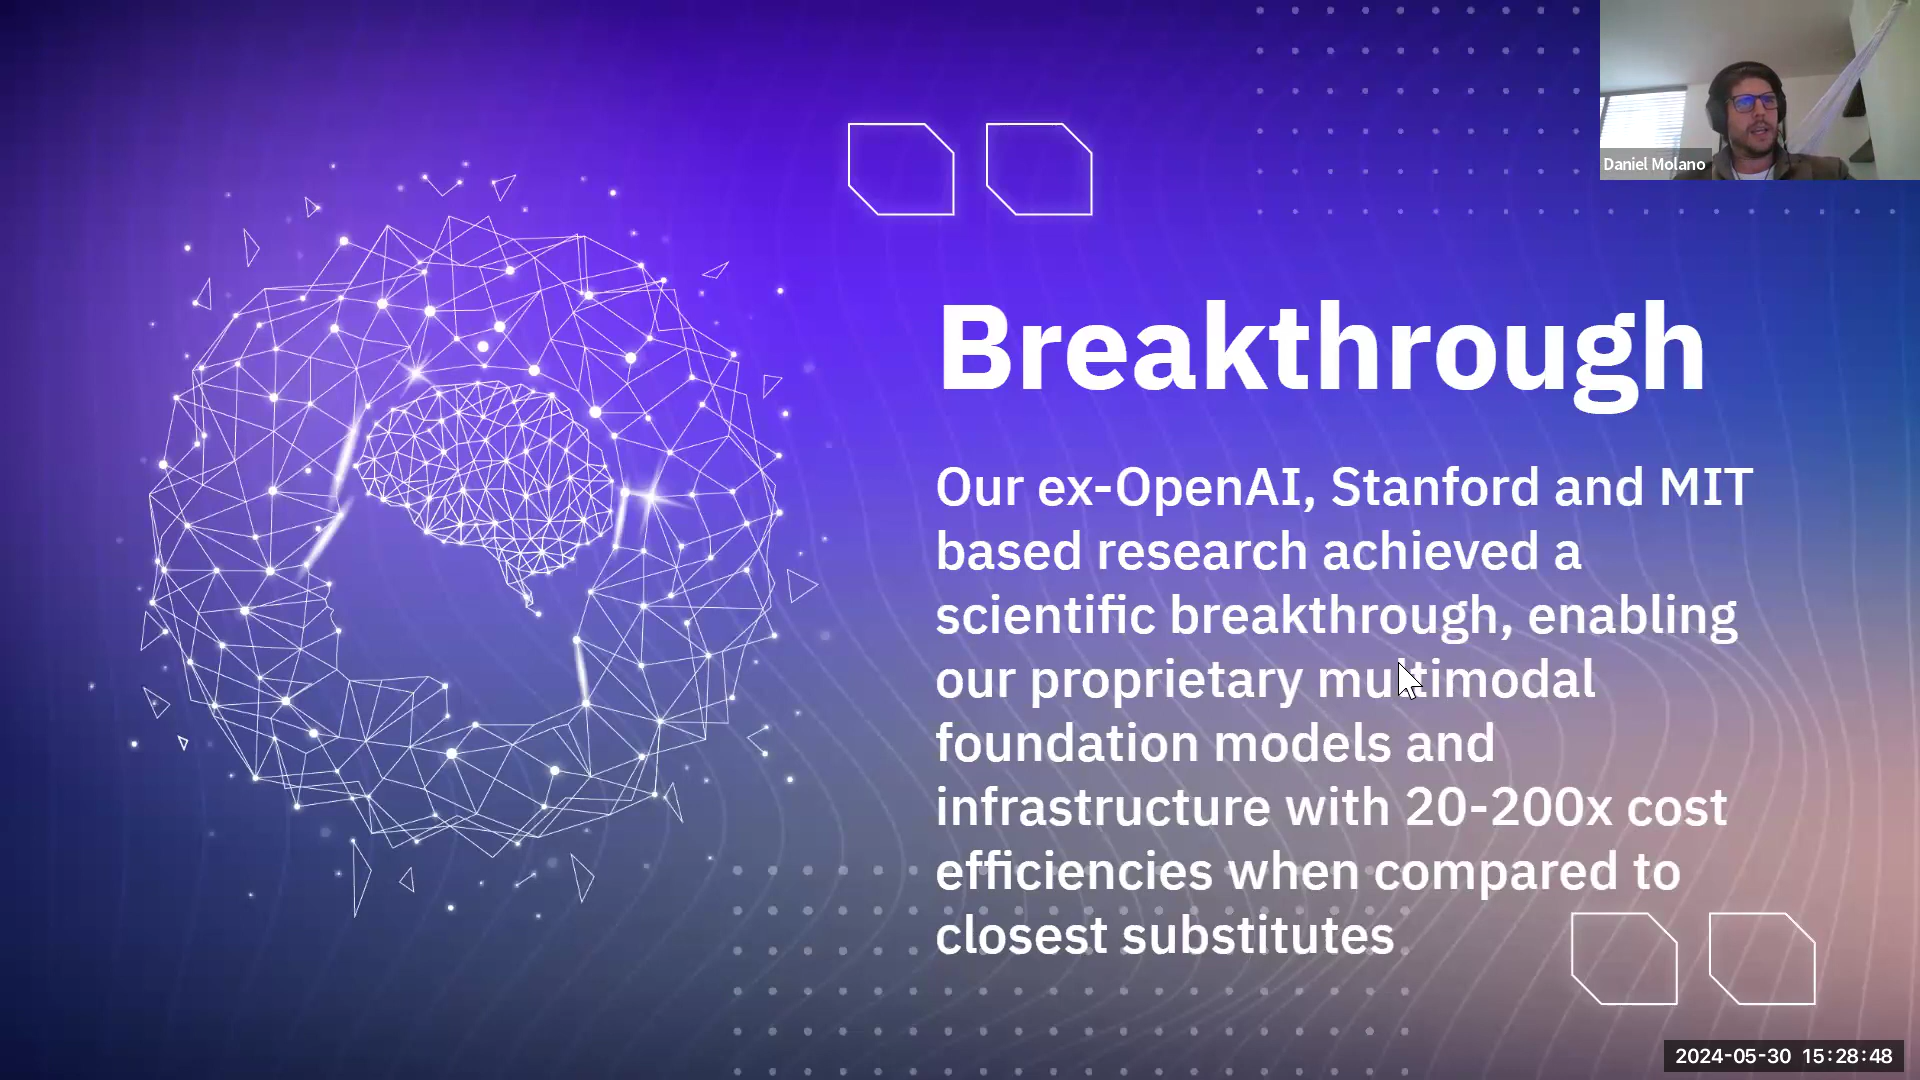 Daniel Molano
Breakthrough
Our ex-OpenAI, Stanford and MIT
based research achieved a
scientific breakthrough, enabling
our proprietary multimodal
foundation models and
infrastructure with 20-200x cost
efficiencies when compared to
closest substitutes
2024-05-30 15:28:48